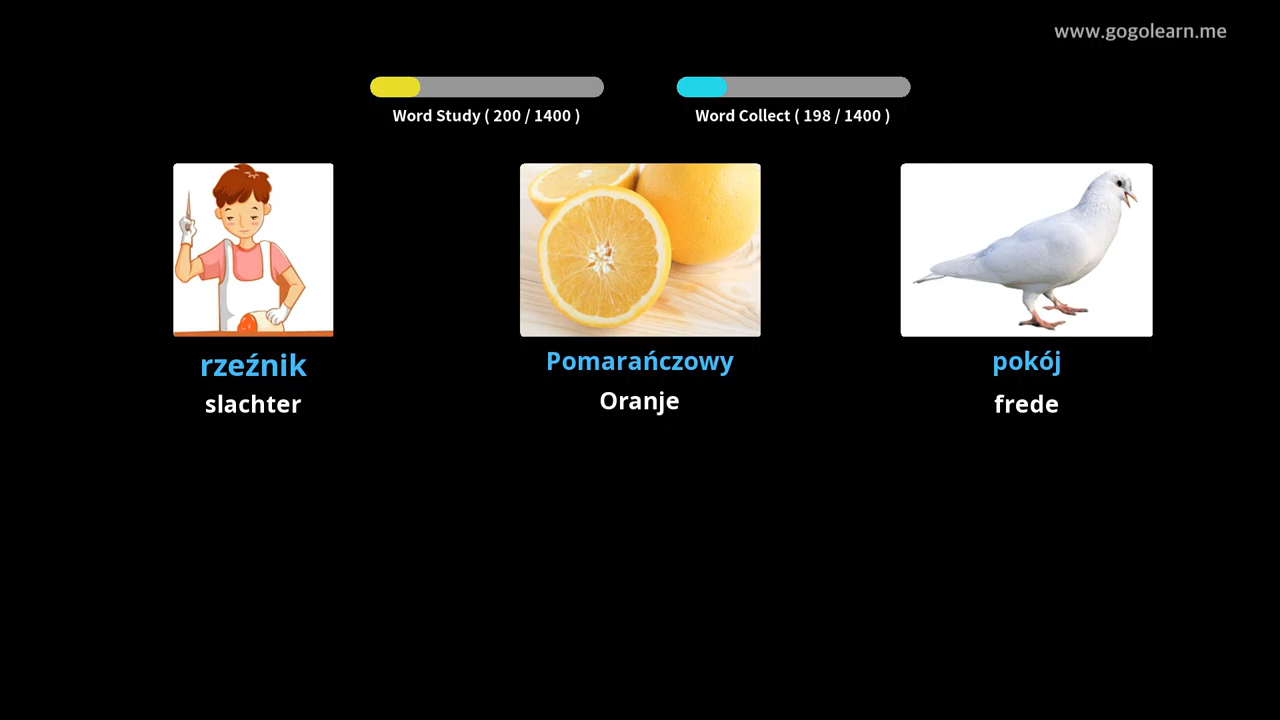 www.gogolearn.me
Word Study ( 200 / 1400 )
Word Collect ( 198 / 1400 )
rzeźnik
Pomarańczowy
pokój
slachter
Oranje
frede